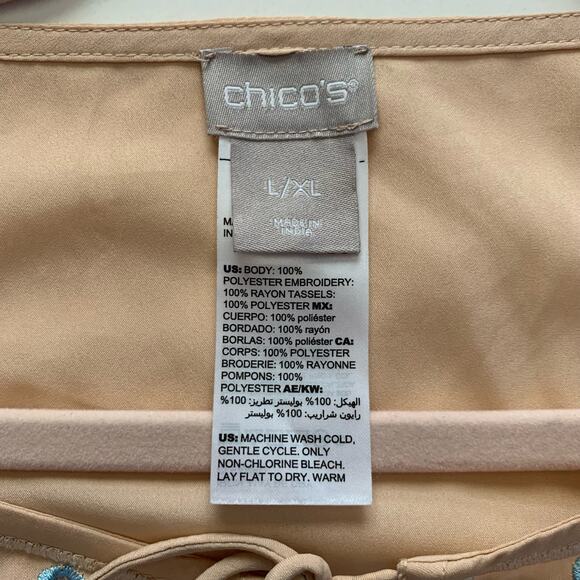 chico's®
L/XL
MADE IN
INDIA
US: BODY: 100%
POLYESTER EMBROIDERY:
100% RAYON TASSELS:
100% POLYESTER MX:
CUERPO: 100% poliéster
BORDADO: 100% rayón
BORLAS: 100% poliéster CA:
CORPS: 100% POLYESTER
BRODERIE: 100% RAYONNE
POMPONS: 100%
POLYESTER AE/KW:
الهيكل: 100% بوليستر تطريز: 100%
رايون شراريب: 100% بوليستر
US: MACHINE WASH COLD,
GENTLE CYCLE. ONLY
NON-CHLORINE BLEACH.
LAY FLAT TO DRY. WARM